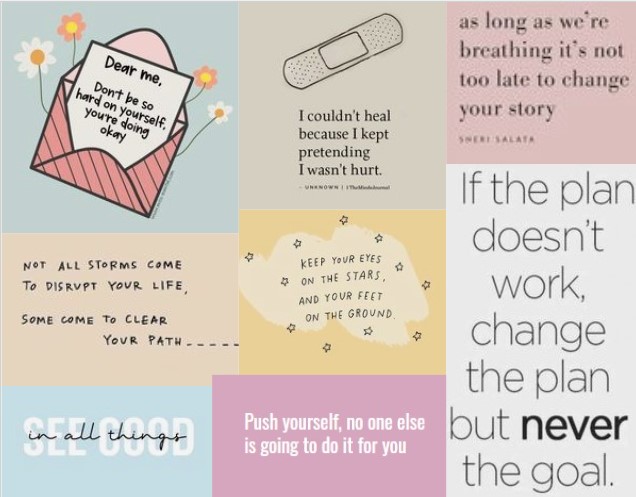 Dear me,
Don't be so
hard on yourself,
you're doing
okay
I couldn't heal
because I kept
pretending
I wasn't hurt.
- UNKNOWN | 
as long as we're
breathing it's not
too late to change
your story
SHERI SALATA
NOT ALL STORMS COME
TO DISRUPT YOUR LIFE,
SOME COME TO CLEAR
YOUR PATH - - - - -
KEEP YOUR EYES
ON THE STARS,
AND YOUR FEET
ON THE GROUND.
If the plan
doesn't
work,
change
the plan
but never
the goal.
SEE GOOD
in all things
Push yourself, no one else
is going to do it for you